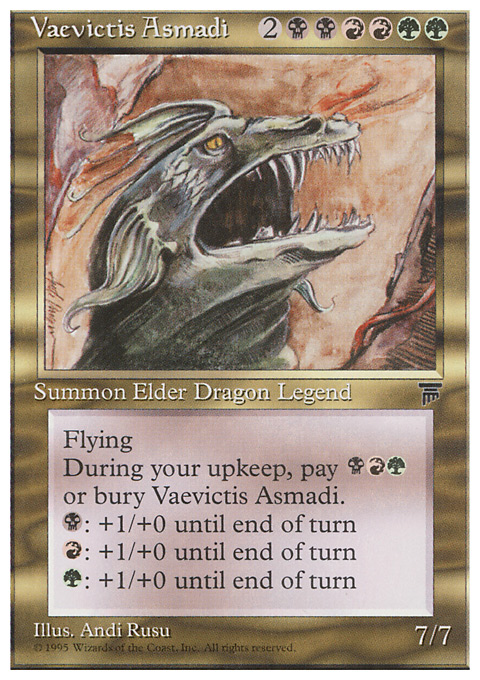 Vaevictis Asmadi 2
Summon Elder Dragon Legend
Flying
During your upkeep, pay
or bury Vaevictis Asmadi.
: +1/+0 until end of turn
: +1/+0 until end of turn
: +1/+0 until end of turn
Illus. Andi Rusu
7/7
© 1995 Wizards of the Coast, Inc. All rights reserved.